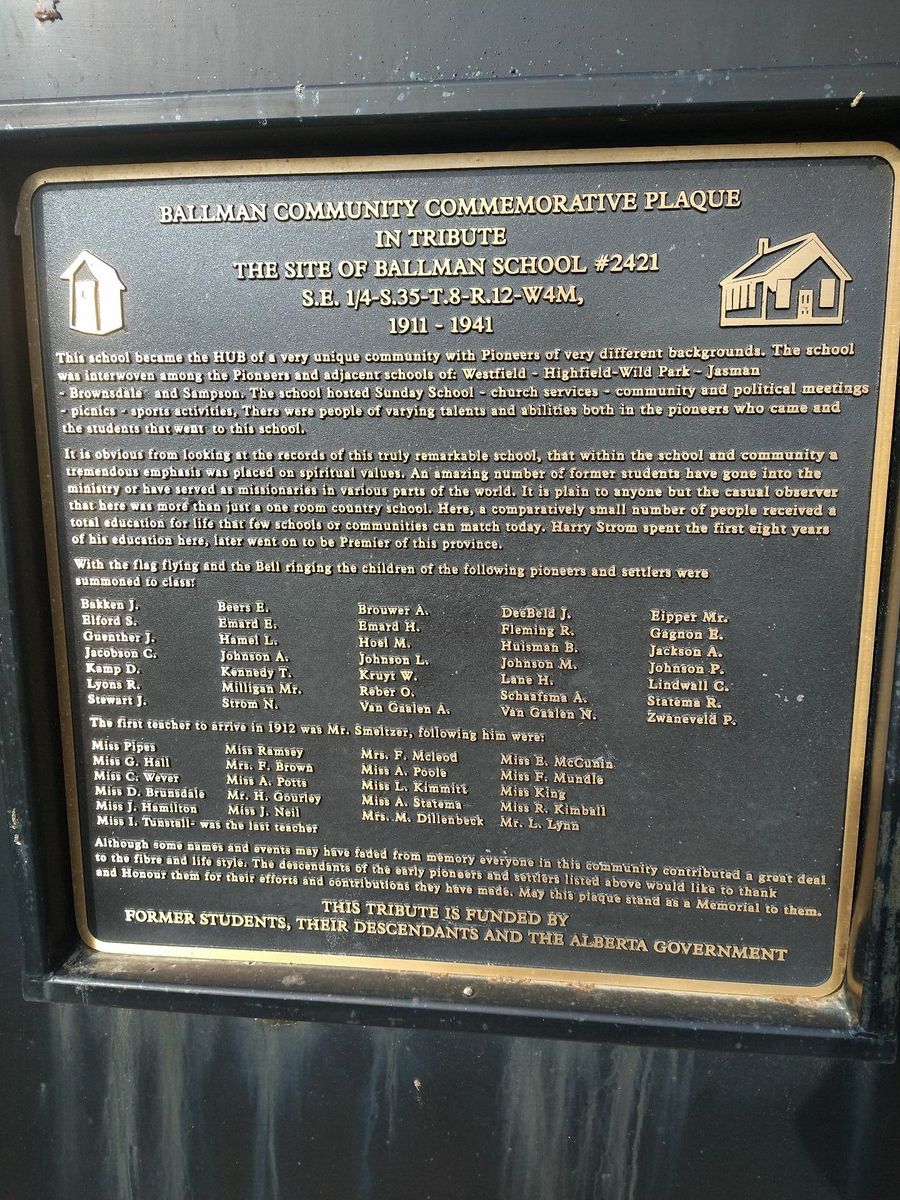 BALLMAN COMMUNITY COMMEMORATIVE PLAQUE
IN TRIBUTE
THE SITE OF BALLMAN SCHOOL #2421
S.E. 1/4-S.35-T.8-R.12-W4M,
1911 - 1941
This school became the HUB of a very unique community with Pioneers of very different backgrounds. The school
was interwoven among the Pioneers and adjacent schools of: Westfield - Highfield-Wild Park - Jasman
- Brownsdale and Sampson. The school hosted Sunday School - church services - community and political meetings
- picnics - sports activities, There were people of varying talents and abilities both in the pioneers who came and
the students that went to this school.
It is obvious from looking at the records of this truly remarkable school, that within the school and community a
tremendous emphasis was placed on spiritual values. An amazing number of former students have gone into the
ministry or have served as missionaries in various parts of the world. It is plain to anyone but the casual observer
that here was more than just a one room country school. Here, a comparatively small number of people received a
total education for life that few schools or communities can match today. Harry Strom spent the first eight years
of his education here, later went on to be Premier of this province.
With the flag flying and the Bell ringing the children of the following pioneers and settlers were
summoned to class:
Bakken J. Beers E. Brouwer A. DeeBeld J. Eipper Mr.
Elford S. Emard E. Emard H. Fleming R. Gagnon E.
Guenther J. Hamel L. Hoel M. Huisman B. Jackson A.
Jacobson C. Johnson A. Johnson L. Johnson M. Johnson P.
Kamp D. Kennedy T. Kruyt W. Lane H. Lindwall C.
Lyons R. Milligan Mr. Reber O. Schaafsma A. Statema R.
Stewart J. Strom N. Van Gaalen A. Van Gaalen N. Zwaneveld P.
The first teacher to arrive in 1912 was Mr. Smeltzer, following him were:
Miss Pipes Miss Ramsey Mrs. F. Mcleod Miss E. McCunin
Miss G. Hall Mrs. F. Brown Miss A. Poole Miss F. Mundle
Miss C. Wever Miss A. Potts Miss L. Kimmitt Miss King
Miss D. Brunsdale Mr. H. Gourley Miss A. Statema Miss R. Kimball
Miss J. Hamilton Miss J. Neil Mrs. M. Dillenbeck Mr. L. Lynn
Miss I. Tunstall- was the last teacher
Although some names and events may have faded from memory everyone in this community contributed a great deal
to the fibre and life style. The descendants of the early pioneers and settlers listed above would like to thank
and Honour them for their efforts and contributions they have made. May this plaque stand as a Memorial to them.
THIS TRIBUTE IS FUNDED BY
FORMER STUDENTS, THEIR DESCENDANTS AND THE ALBERTA GOVERNMENT